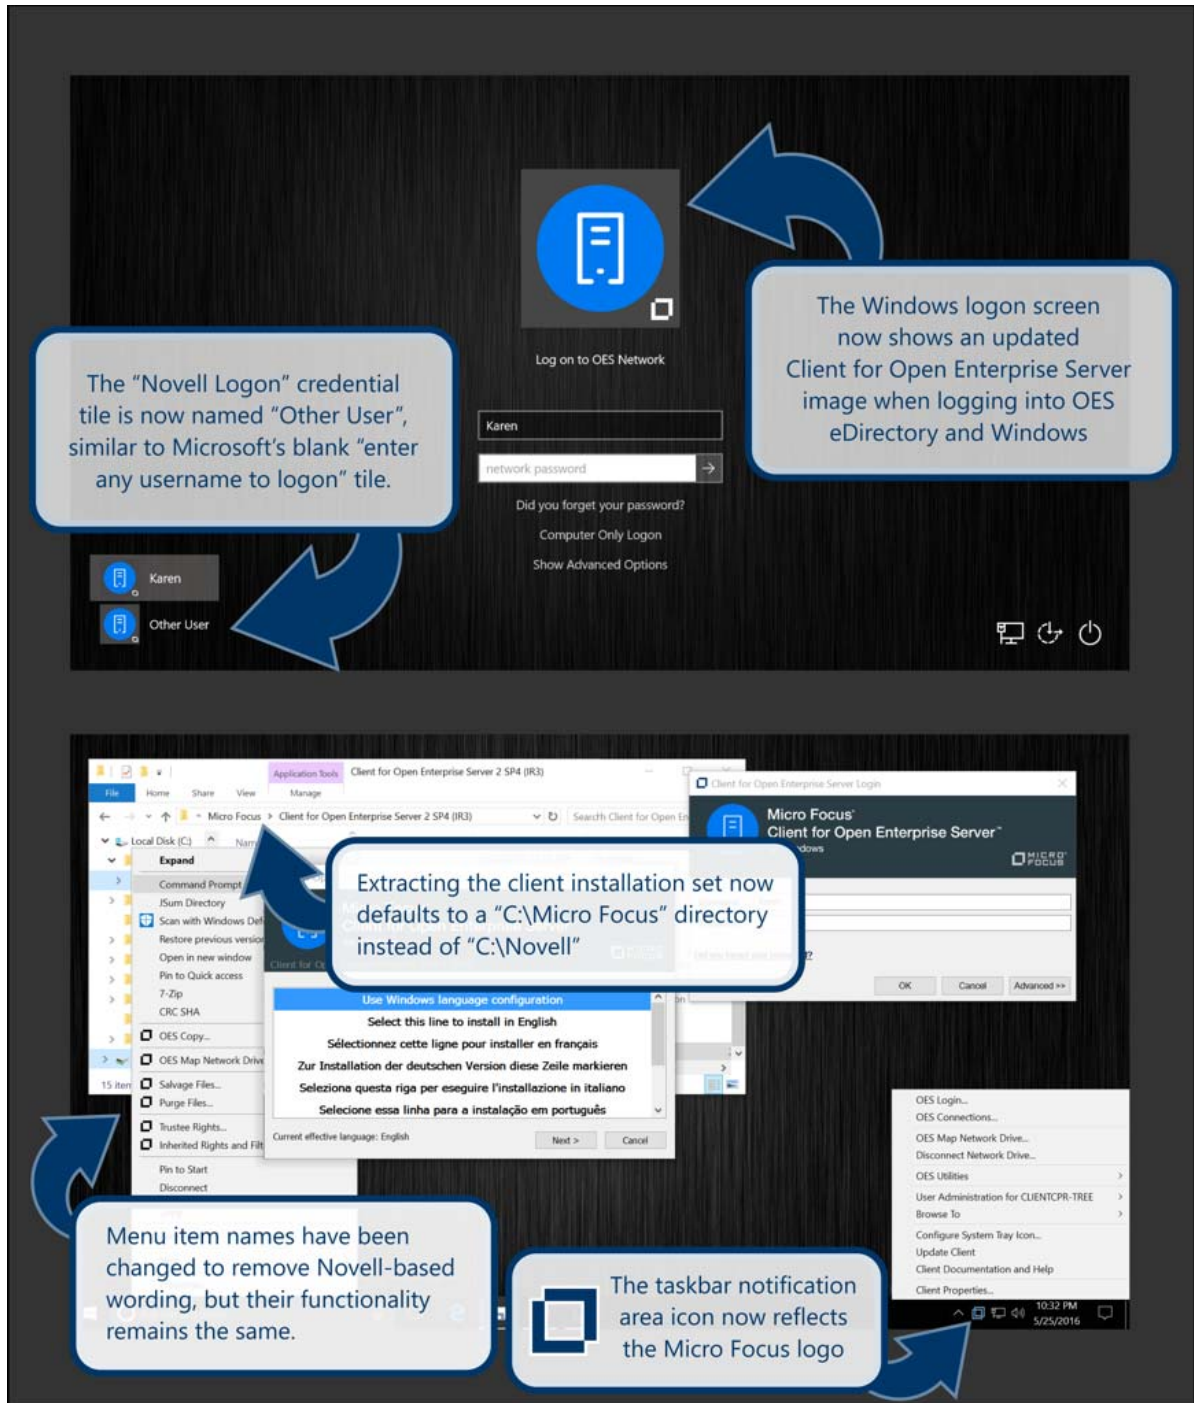 The Windows logon screen
now shows an updated
Client for Open Enterprise Server
image when logging into OES
eDirectory and Windows
Log on to OES Network
The “Novell Logon” credential
tile is now named “Other User”,
similar to Microsoft’s blank “enter
any username to logon” tile.
Karen
network password
Did you forget your password?
Computer Only Logon
Show Advanced Options
Karen
Other User
Application Tools Client for Open Enterprise Server 2 SP4 (IR3)
File Home Share View Manage
Micro Focus > Client for Open Enterprise Server 2 SP4 (IR3)
Search Client for Open En
Local Disk (C:)
Client for Open Enterprise Server Login
Micro Focus®
Client for Open Enterprise Server™
MICRO FOCUS
Extracting the client installation set now
defaults to a “C:\Micro Focus” directory
instead of “C:\Novell”
Expand
Command Prompt
JSum Directory
Scan with Windows Def
Restore previous version
Open in new window
Pin to Quick access
7-Zip
CRC SHA
OES Copy...
OES Map Network Drive
Salvage Files...
Purge Files...
Trustee Rights...
Inherited Rights and Filt
Pin to Start
Disconnect
15 item
Use Windows language configuration
Select this line to install in English
Sélectionnez cette ligne pour installer en français
Zur Installation der deutschen Version diese Zeile markieren
Seleziona questa riga per eseguire l'installazione in italiano
Selecione essa linha para a instalação em português
Current effective language: English
Next > Cancel
OK Cancel Advanced >>
OES Login...
OES Connections...
OES Map Network Drive...
Disconnect Network Drive...
OES Utilities
User Administration for CLIENTCPR-TREE
Browse To
Configure System Tray Icon...
Update Client
Client Documentation and Help
Client Properties...
Menu item names have been
changed to remove Novell-based
wording, but their functionality
remains the same.
The taskbar notification
area icon now reflects
the Micro Focus logo
10:32 PM
5/25/2016